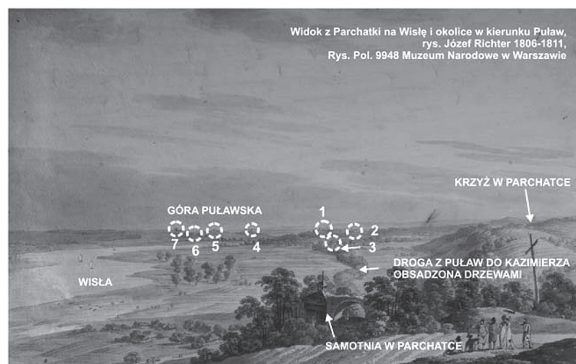 Widok z Parchatki na Wisłę i okolice w kierunku Puław,
rys. Józef Richter 1806-1811,
Rys. Pol. 9948 Muzeum Narodowe w Warszawie
KRZYŻ W PARCHATCE
GÓRA PUŁAWSKA
1
2
3
4
5
6
7
DROGA Z PUŁAW DO KAZIMIERZA
OBSADZONA DRZEWAMI
WISŁA
SAMOTNIA W PARCHATCE